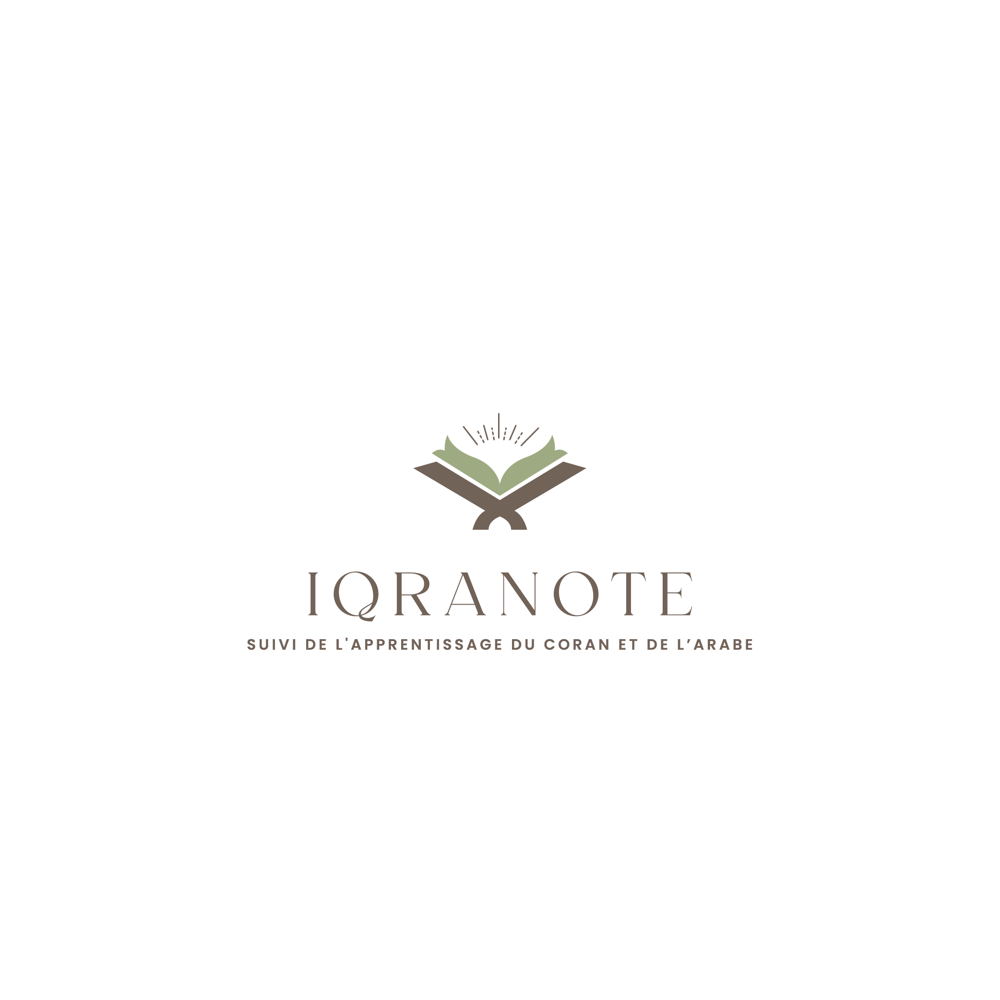 IQRANOTE
SUIVI DE L'APPRENTISSAGE DU CORAN ET DE L’ARABE